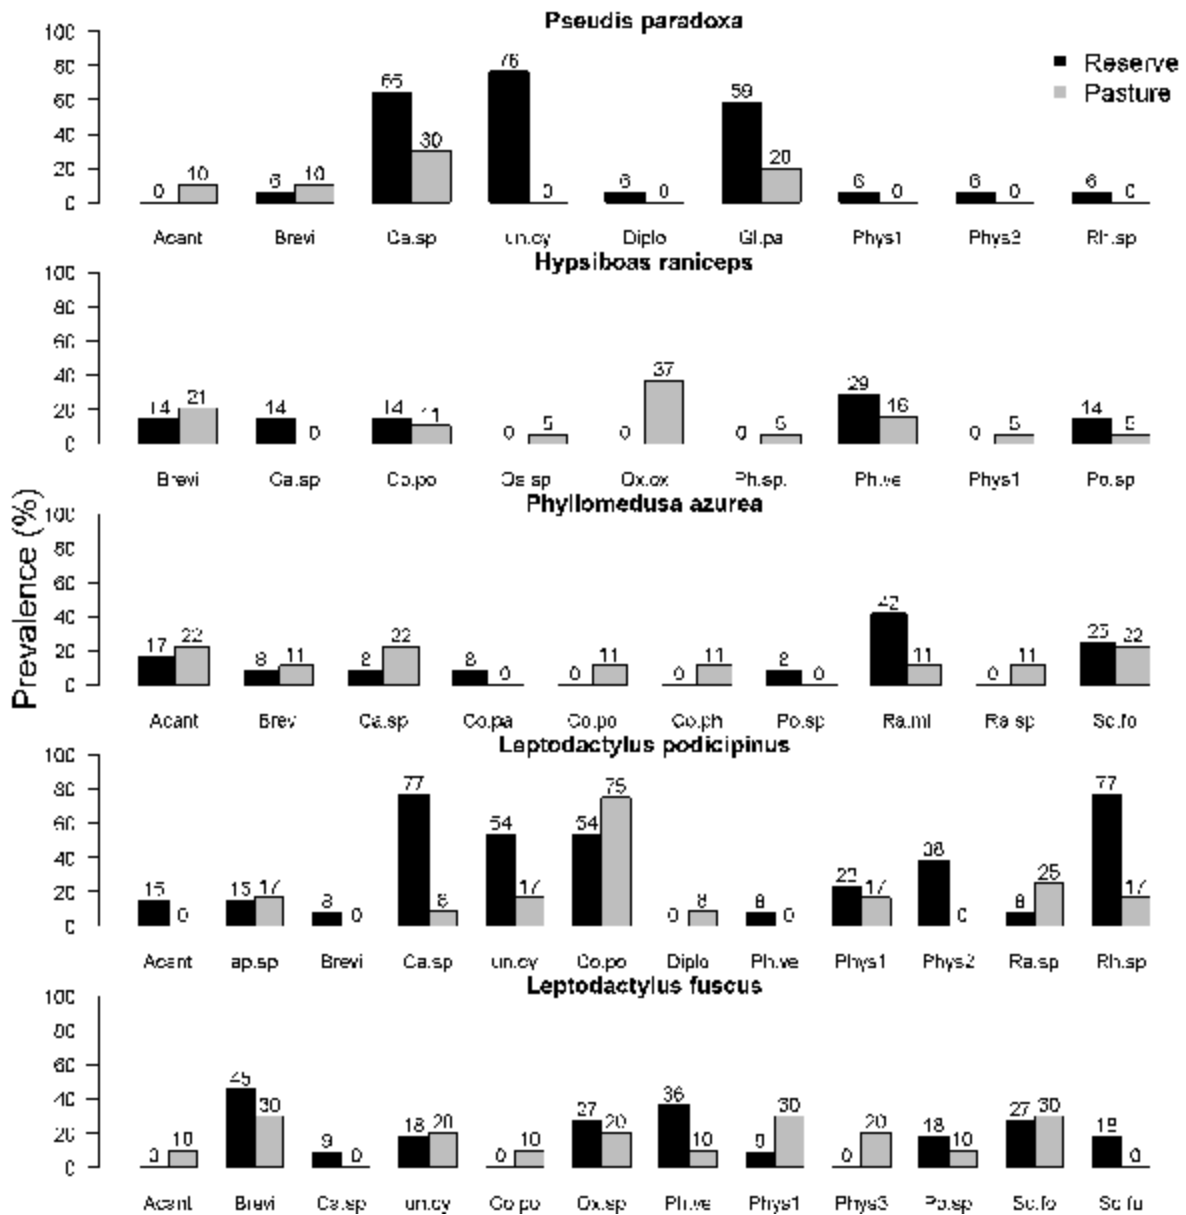 Pseudis paradoxa
100
80
60
40
20
0
Reserve
Pasture
0 10 6 10 65 30 76 0 6 0 59 20 6 0 6 0 6 0
Acant Brevi Ca.sp un.cy Diplo Gl.pa Phys1 Phys3 Rh.sp
Hypsiboas raniceps
100
80
60
40
20
0
14 21 14 0 14 11 0 5 0 37 0 5 29 16 0 5 14 5
Brevi Ca.sp Co.po Os.sp Ox.ox Ph.sp. Ph.ve Phys1 Po.sp
Phyllomedusa azurea
Prevalence (%)
100
80
60
40
20
0
17 22 8 11 8 22 8 0 0 11 0 11 8 0 42 11 0 11 25 22
Acant Brev Ca.sp Co.pa Co.po Co.ph Po.sp Ra.mi Ra.sp Sc.fo
Leptodactylus podicipinus
100
80
60
40
20
0
15 0 15 17 8 0 77 8 54 17 54 75 0 8 8 0 23 17 38 0 8 25 77 17
Acant ap.sp Brevi Ca.sp un.cy Co.po Diplo Ph.ve Phys1 Phys2 Ra.sp Rh.sp
Leptodactylus fuscus
100
80
60
40
20
0
0 10 45 30 9 0 18 20 0 10 27 20 36 10 9 30 0 20 18 10 27 30 18 0
Acant Brevi Ca.sp un.cy Co.po Ox.sp Ph.ve Phys1 Phys3 Po.sp Sc.fo Sc.fu